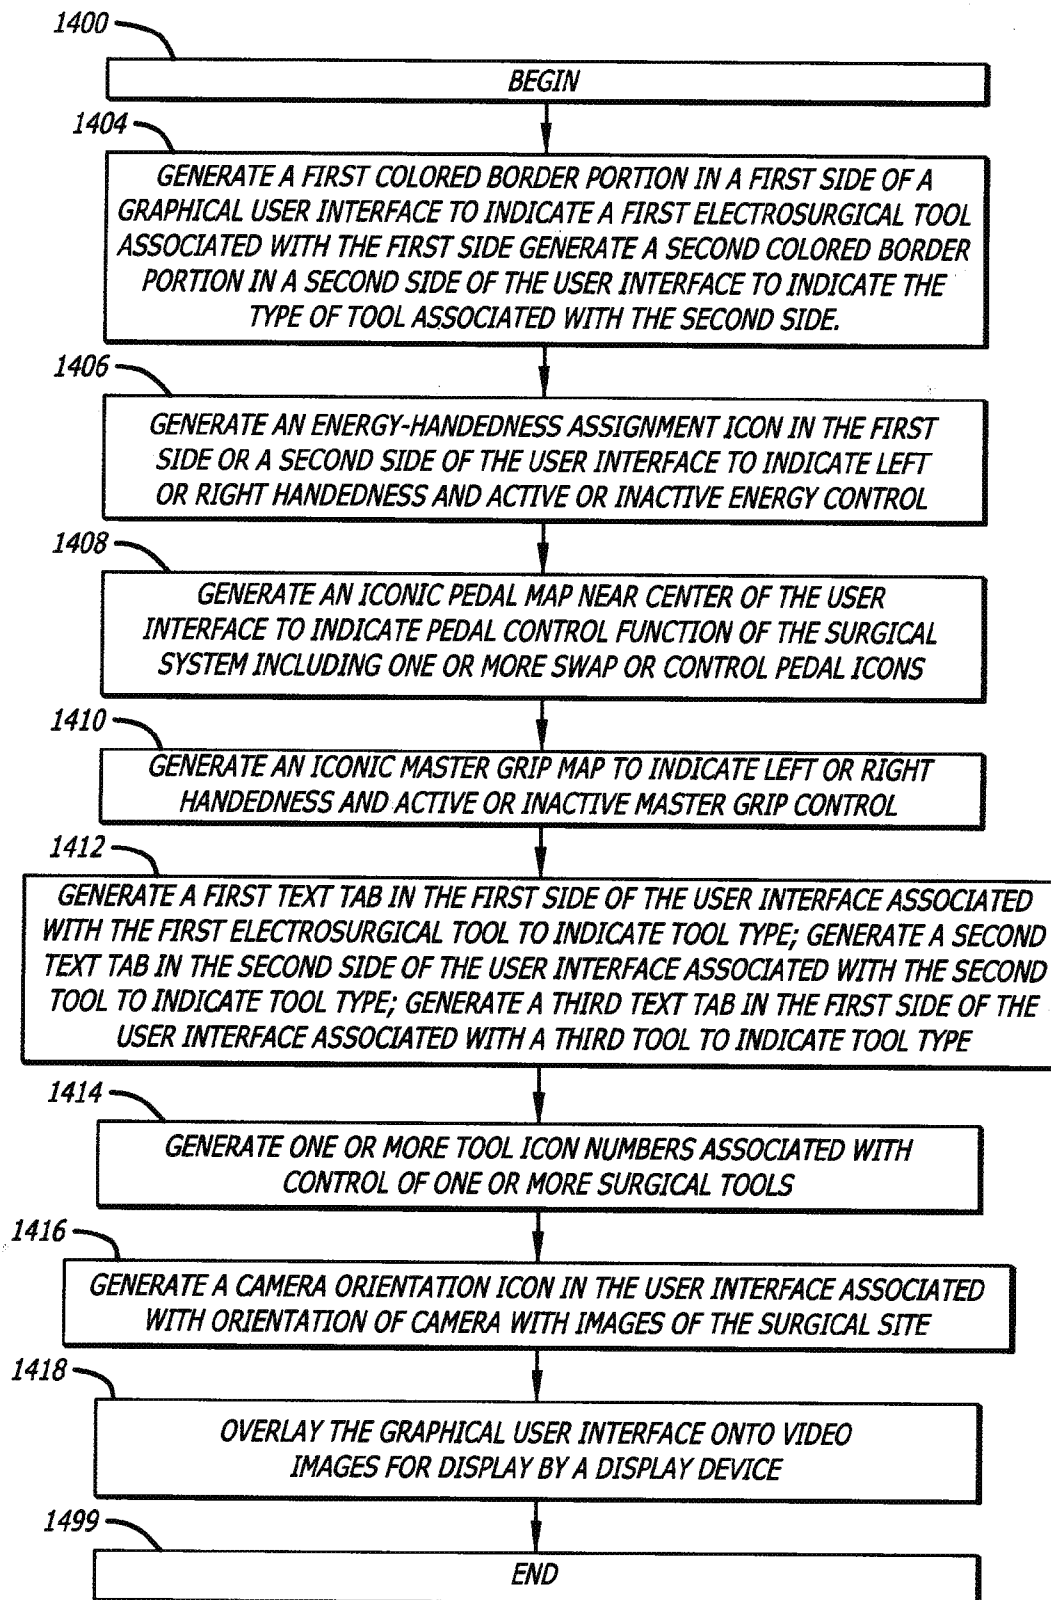 1400
BEGIN
1404
GENERATE A FIRST COLORED BORDER PORTION IN A FIRST SIDE OF A
GRAPHICAL USER INTERFACE TO INDICATE A FIRST ELECTROSURGICAL TOOL
ASSOCIATED WITH THE FIRST SIDE GENERATE A SECOND COLORED BORDER
PORTION IN A SECOND SIDE OF THE USER INTERFACE TO INDICATE THE
TYPE OF TOOL ASSOCIATED WITH THE SECOND SIDE.
1406
GENERATE AN ENERGY-HANDEDNESS ASSIGNMENT ICON IN THE FIRST
SIDE OR A SECOND SIDE OF THE USER INTERFACE TO INDICATE LEFT
OR RIGHT HANDEDNESS AND ACTIVE OR INACTIVE ENERGY CONTROL
1408
GENERATE AN ICONIC PEDAL MAP NEAR CENTER OF THE USER
INTERFACE TO INDICATE PEDAL CONTROL FUNCTION OF THE SURGICAL
SYSTEM INCLUDING ONE OR MORE SWAP OR CONTROL PEDAL ICONS
1410
GENERATE AN ICONIC MASTER GRIP MAP TO INDICATE LEFT OR RIGHT
HANDEDNESS AND ACTIVE OR INACTIVE MASTER GRIP CONTROL
1412
GENERATE A FIRST TEXT TAB IN THE FIRST SIDE OF THE USER INTERFACE ASSOCIATED
WITH THE FIRST ELECTROSURGICAL TOOL TO INDICATE TOOL TYPE; GENERATE A SECOND
TEXT TAB IN THE SECOND SIDE OF THE USER INTERFACE ASSOCIATED WITH THE SECOND
TOOL TO INDICATE TOOL TYPE; GENERATE A THIRD TEXT TAB IN THE FIRST SIDE OF THE
USER INTERFACE ASSOCIATED WITH A THIRD TOOL TO INDICATE TOOL TYPE
1414
GENERATE ONE OR MORE TOOL ICON NUMBERS ASSOCIATED WITH
CONTROL OF ONE OR MORE SURGICAL TOOLS
1416
GENERATE A CAMERA ORIENTATION ICON IN THE USER INTERFACE ASSOCIATED
WITH ORIENTATION OF CAMERA WITH IMAGES OF THE SURGICAL SITE
1418
OVERLAY THE GRAPHICAL USER INTERFACE ONTO VIDEO
IMAGES FOR DISPLAY BY A DISPLAY DEVICE
1499
END